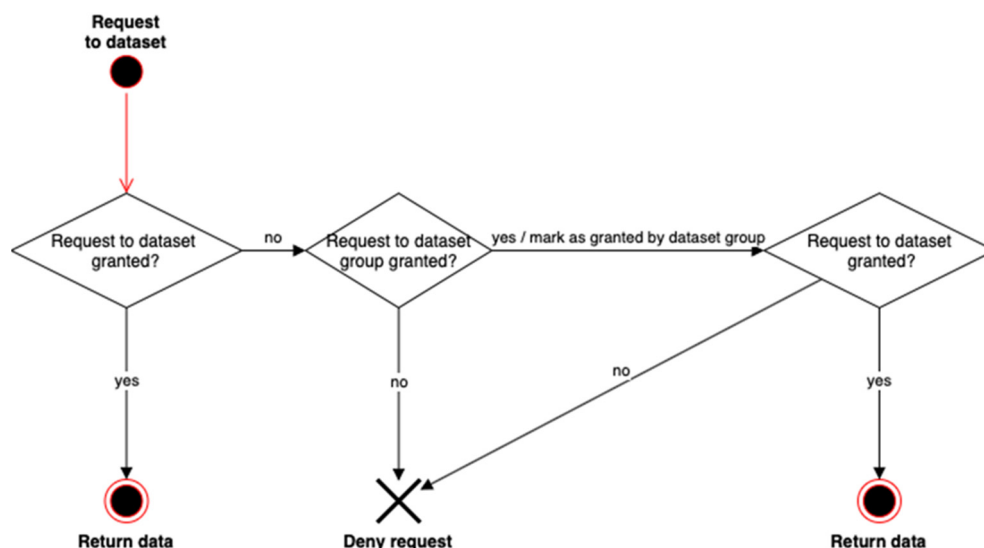 Request
to dataset
Request to dataset
granted?
no
Request to dataset
group granted?
yes / mark as granted by dataset group
Request to dataset
granted?
yes
no
no
yes
Return data
Deny request
Return data